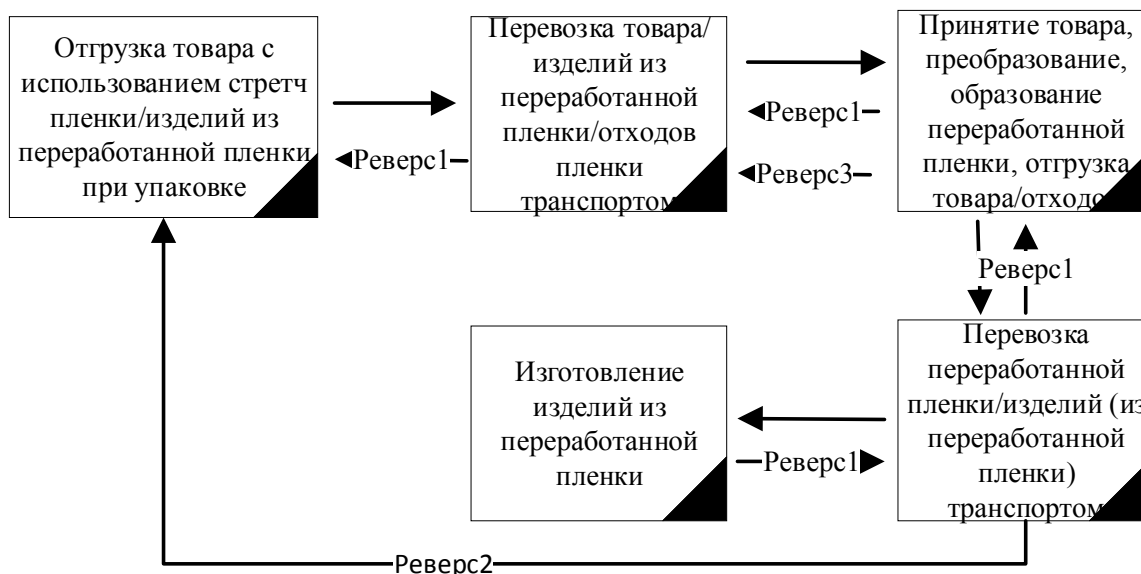 Отгрузка товара с
использованием стретч
пленки/изделий из
переработанной пленки
при упаковке
Реверс1
Перевозка товара/
изделий из
переработанной
пленки/отходов
пленки
транспортом
Реверс1
Реверс3
Принятие товара,
преобразование,
образование
переработанной
пленки, отгрузка
товара/отходо
Реверс1
Изготовление
изделий из
переработанной
пленки
Реверс1
Перевозка
переработанной
пленки/изделий (из
переработанной
пленки)
транспортом
Реверс2